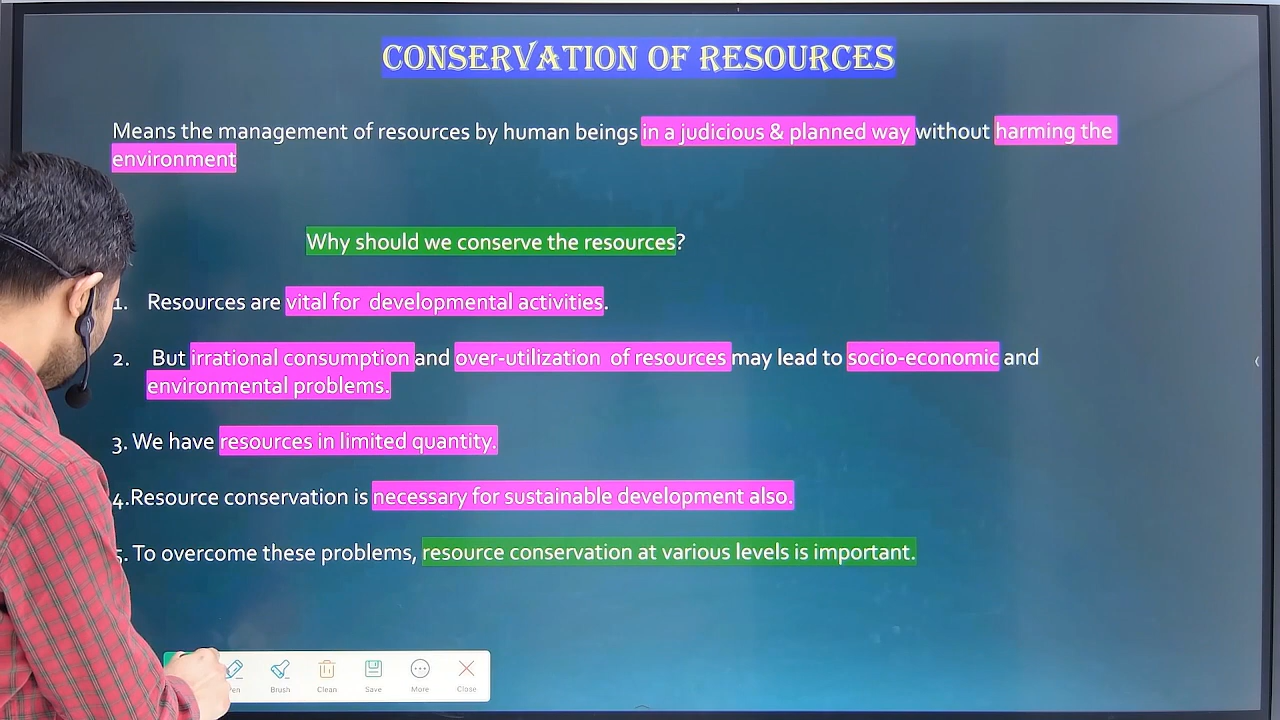 CONSERVATION OF RESOURCES
Means the management of resources by human beings in a judicious & planned way without harming the
environment
Why should we conserve the resources?
1. Resources are vital for developmental activities.
2. But irrational consumption and over-utilization of resources may lead to socio-economic and
environmental problems.
3. We have resources in limited quantity.
4.Resource conservation is necessary for sustainable development also.
5. To overcome these problems, resource conservation at various levels is important.
Pen Brush Clean Save More Close